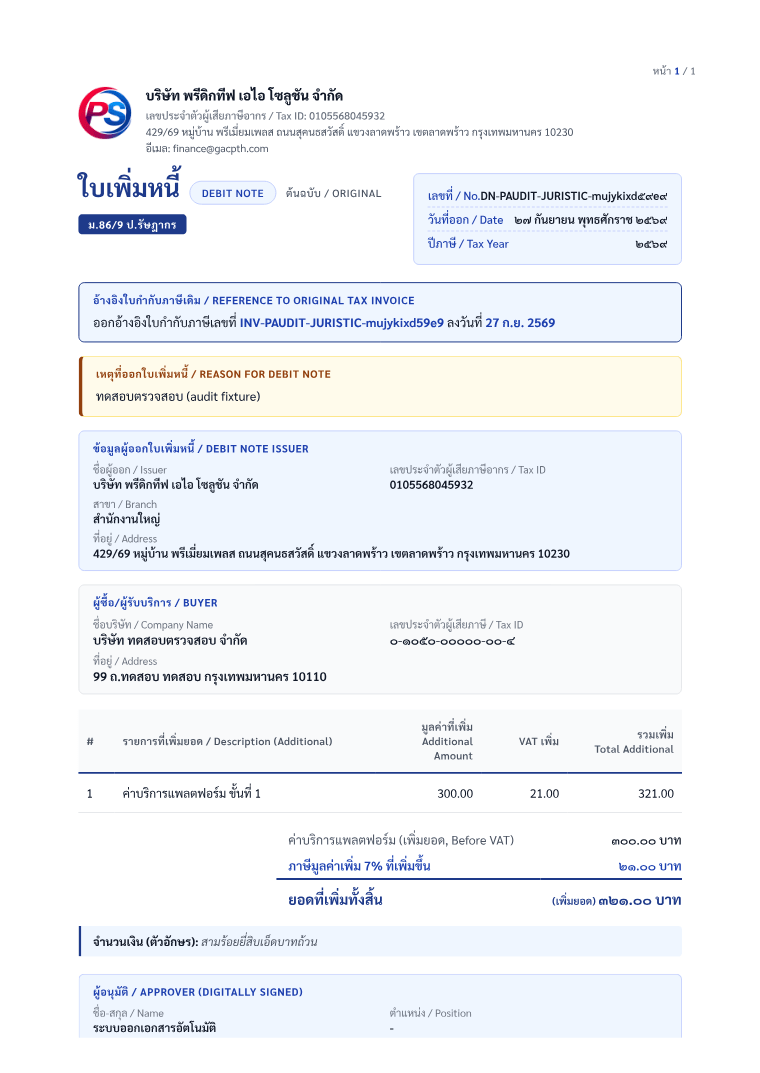 หน้า 1 / 1
PS
บริษัท พรีดิกทีฟ เอไอ โซลูชัน จำกัด
เลขประจำตัวผู้เสียภาษีอากร / Tax ID: 0105568045932
429/69 หมู่บ้าน พรีเมี่ยมเพลส ถนนสุคนธสวัสดิ์ แขวงลาดพร้าว เขตลาดพร้าว กรุงเทพมหานคร 10230
อีเมล: finance@gacpth.com
ใบเพิ่มหนี้ DEBIT NOTE ต้นฉบับ / ORIGINAL
ม.86/9 ป.รัษฎากร
เลขที่ / No.DN-PAUDIT-JURISTIC-mujykixd๕๙e๙
วันที่ออก / Date ๒๗ กันยายน พุทธศักราช ๒๕๖๙
ปีภาษี / Tax Year ๒๕๖๙
อ้างอิงใบกำกับภาษีเดิม / REFERENCE TO ORIGINAL TAX INVOICE
ออกอ้างอิงใบกำกับภาษีเลขที่ INV-PAUDIT-JURISTIC-mujykixd59e9 ลงวันที่ 27 ก.ย. 2569
เหตุที่ออกใบเพิ่มหนี้ / REASON FOR DEBIT NOTE
ทดสอบตรวจสอบ (audit fixture)
ข้อมูลผู้ออกใบเพิ่มหนี้ / DEBIT NOTE ISSUER
ชื่อผู้ออก / Issuer เลขประจำตัวผู้เสียภาษีอากร / Tax ID
บริษัท พรีดิกทีฟ เอไอ โซลูชัน จำกัด 0105568045932
สาขา / Branch
สำนักงานใหญ่
ที่อยู่ / Address
429/69 หมู่บ้าน พรีเมี่ยมเพลส ถนนสุคนธสวัสดิ์ แขวงลาดพร้าว เขตลาดพร้าว กรุงเทพมหานคร 10230
ผู้ซื้อ/ผู้รับบริการ / BUYER
ชื่อบริษัท / Company Name เลขประจำตัวผู้เสียภาษี / Tax ID
บริษัท ทดสอบตรวจสอบ จำกัด ๐-๑๐๕๐-๐๐๐๐๐-๐๐-๔
ที่อยู่ / Address
99 ถ.ทดสอบ ทดสอบ กรุงเทพมหานคร 10110
# รายการที่เพิ่มยอด / Description (Additional) มูลค่าที่เพิ่ม Additional Amount VAT เพิ่ม รวมเพิ่ม Total Additional
1 ค่าบริการแพลตฟอร์ม ขั้นที่ 1 300.00 21.00 321.00
ค่าบริการแพลตฟอร์ม (เพิ่มยอด, Before VAT) ๓๐๐.๐๐ บาท
ภาษีมูลค่าเพิ่ม 7% ที่เพิ่มขึ้น ๒๑.๐๐ บาท
ยอดที่เพิ่มทั้งสิ้น (เพิ่มยอด) ๓๒๑.๐๐ บาท
จำนวนเงิน (ตัวอักษร): สามร้อยยี่สิบเอ็ดบาทถ้วน
ผู้อนุมัติ / APPROVER (DIGITALLY SIGNED)
ชื่อ-สกุล / Name ตำแหน่ง / Position
ระบบออกเอกสารอัตโนมัติ -